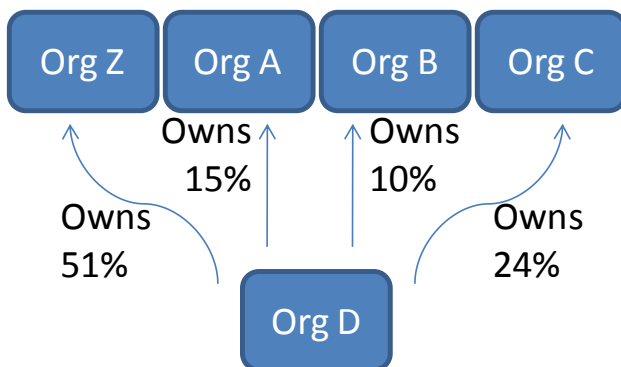 Org Z
Org A
Org B
Org C
Owns
15%
Owns
10%
Owns
51%
Owns
24%
Org D